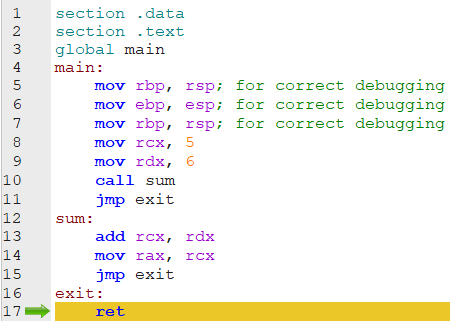 1 section .data
2 section .text
3 global main
4 main:
5 mov rbp, rsp; for correct debugging
6 mov ebp, esp; for correct debugging
7 mov rbp, rsp; for correct debugging
8 mov rcx, 5
9 mov rdx, 6
10 call sum
11 jmp exit
12 sum:
13 add rcx, rdx
14 mov rax, rcx
15 jmp exit
16 exit:
17 ret